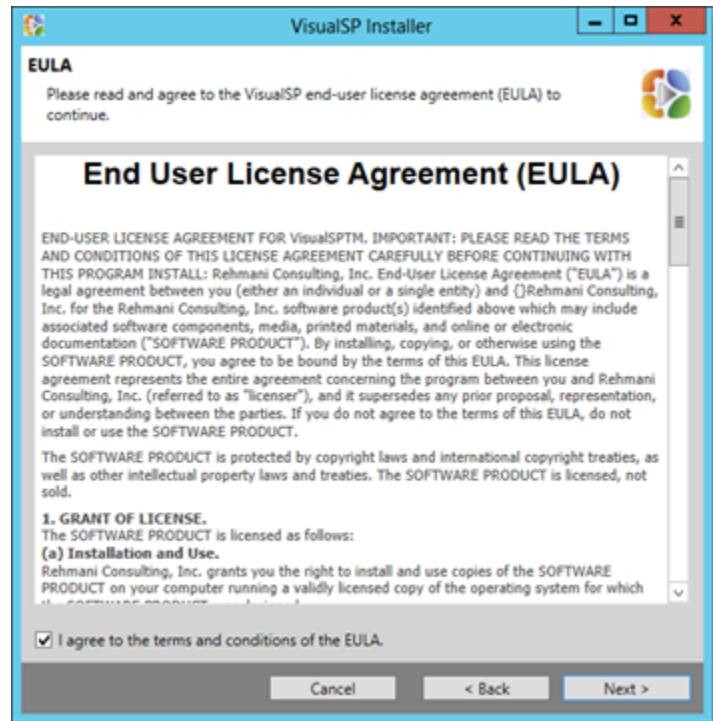 VisualSP Installer
EULA
Please read and agree to the VisualSP end-user license agreement (EULA) to
continue.
End User License Agreement (EULA)
END-USER LICENSE AGREEMENT FOR VisualSPTM. IMPORTANT: PLEASE READ THE TERMS
AND CONDITIONS OF THIS LICENSE AGREEMENT CAREFULLY BEFORE CONTINUING WITH
THIS PROGRAM INSTALL: Rehmani Consulting, Inc. End-User License Agreement ("EULA") is a
legal agreement between you (either an individual or a single entity) and {}Rehmani Consulting,
Inc. for the Rehmani Consulting, Inc. software product(s) identified above which may include
associated software components, media, printed materials, and online or electronic
documentation ("SOFTWARE PRODUCT"). By installing, copying, or otherwise using the
SOFTWARE PRODUCT, you agree to be bound by the terms of this EULA. This license
agreement represents the entire agreement concerning the program between you and Rehmani
Consulting, Inc. (referred to as "licenser"), and it supersedes any prior proposal, representation,
or understanding between the parties. If you do not agree to the terms of this EULA, do not
install or use the SOFTWARE PRODUCT.
The SOFTWARE PRODUCT is protected by copyright laws and international copyright treaties, as
well as other intellectual property laws and treaties. The SOFTWARE PRODUCT is licensed, not
sold.
1. GRANT OF LICENSE.
The SOFTWARE PRODUCT is licensed as follows:
(a) Installation and Use.
Rehmani Consulting, Inc. grants you the right to install and use copies of the SOFTWARE
PRODUCT on your computer running a validly licensed copy of the operating system for which
I agree to the terms and conditions of the EULA.
Cancel
< Back
Next >